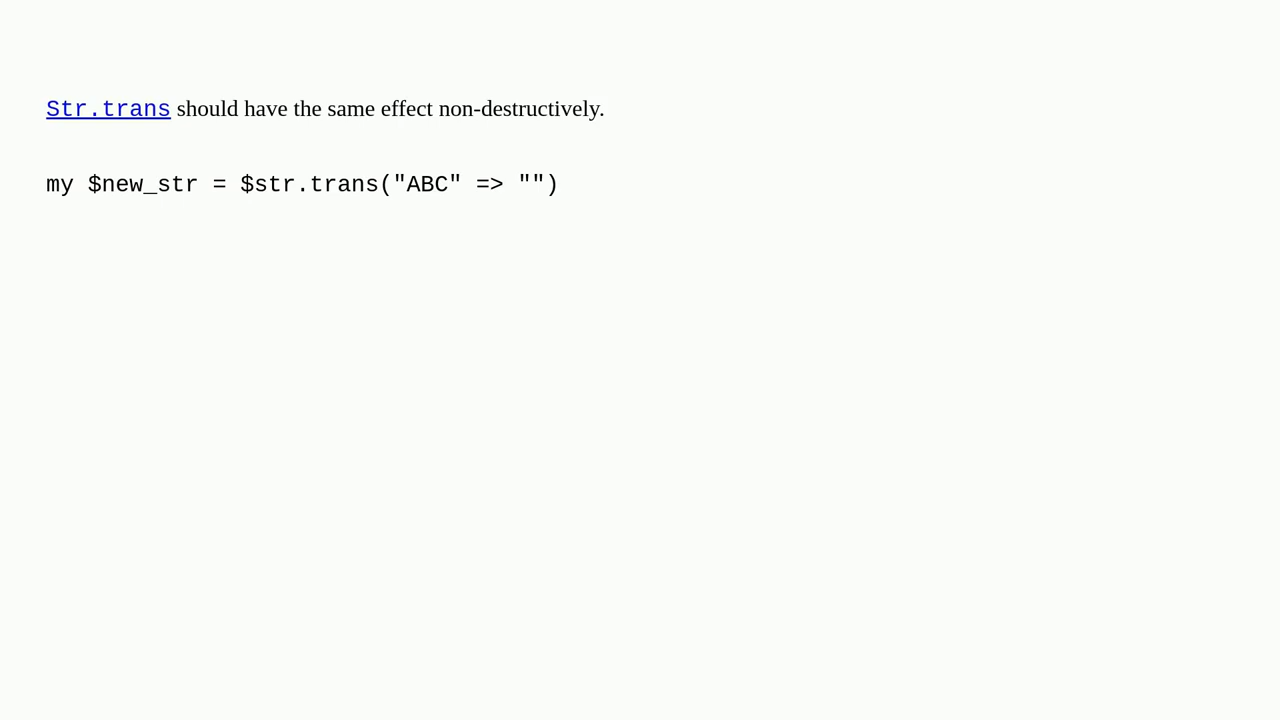 Str.trans should have the same effect non-destructively.
my $new_str = $str.trans("ABC" => "")